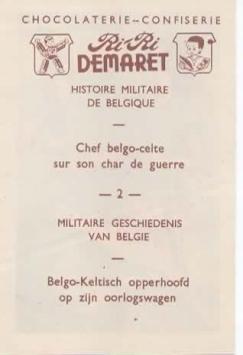 CHOCOLATERIE--CONFISERIE
Ri-Ri
DEMARET
HISTOIRE MILITAIRE
DE BELGIQUE
—
Chef belgo-celte
sur son char de guerre
— 2 —
MILITAIRE GESCHIEDENIS
VAN BELGIE
—
Belgo-Keltisch opperhoofd
op zijn oorlogswagen